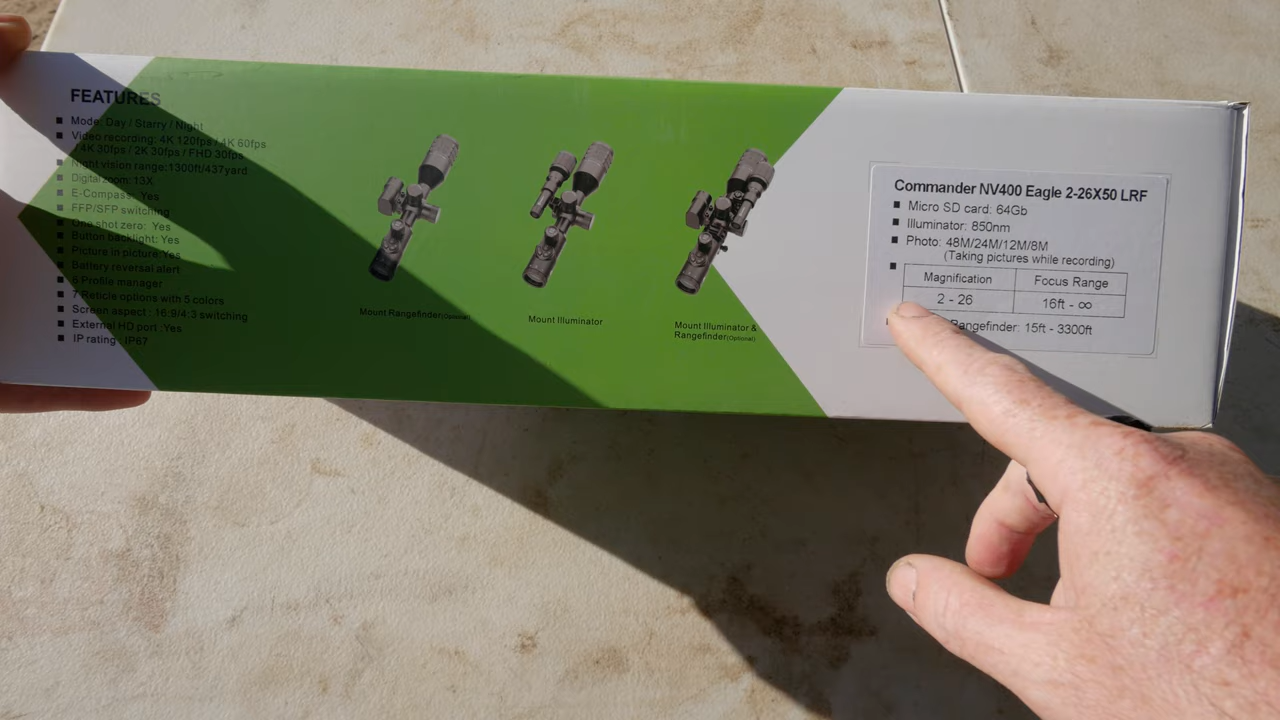 FEATURES
Mode: Day / Starry / Night
Video recording: 4K 120fps / 4K 60fps
/ 4K 30fps / 2K 30fps / FHD 30fps
Night vision range: 1300ft/437yard
Digital zoom: 13X
E-Compass: Yes
FFP/SFP switching
One shot zero: Yes
Button backlight: Yes
Picture in picture: Yes
Battery reversal alert
6 Profile manager
7 Reticle options with 5 colors
Screen aspect : 16:9/4:3 switching
External HD port : Yes
IP rating : IP67
Mount Rangefinder(Optional)
Mount Illuminator
Mount Illuminator &
Rangefinder(Optional)
Commander NV400 Eagle 2-26X50 LRF
Micro SD card: 64Gb
Illuminator: 850nm
Photo: 48M/24M/12M/8M
(Taking pictures while recording)
Magnification Focus Range
2 - 26 16ft - ∞
Rangefinder: 15ft - 3300ft